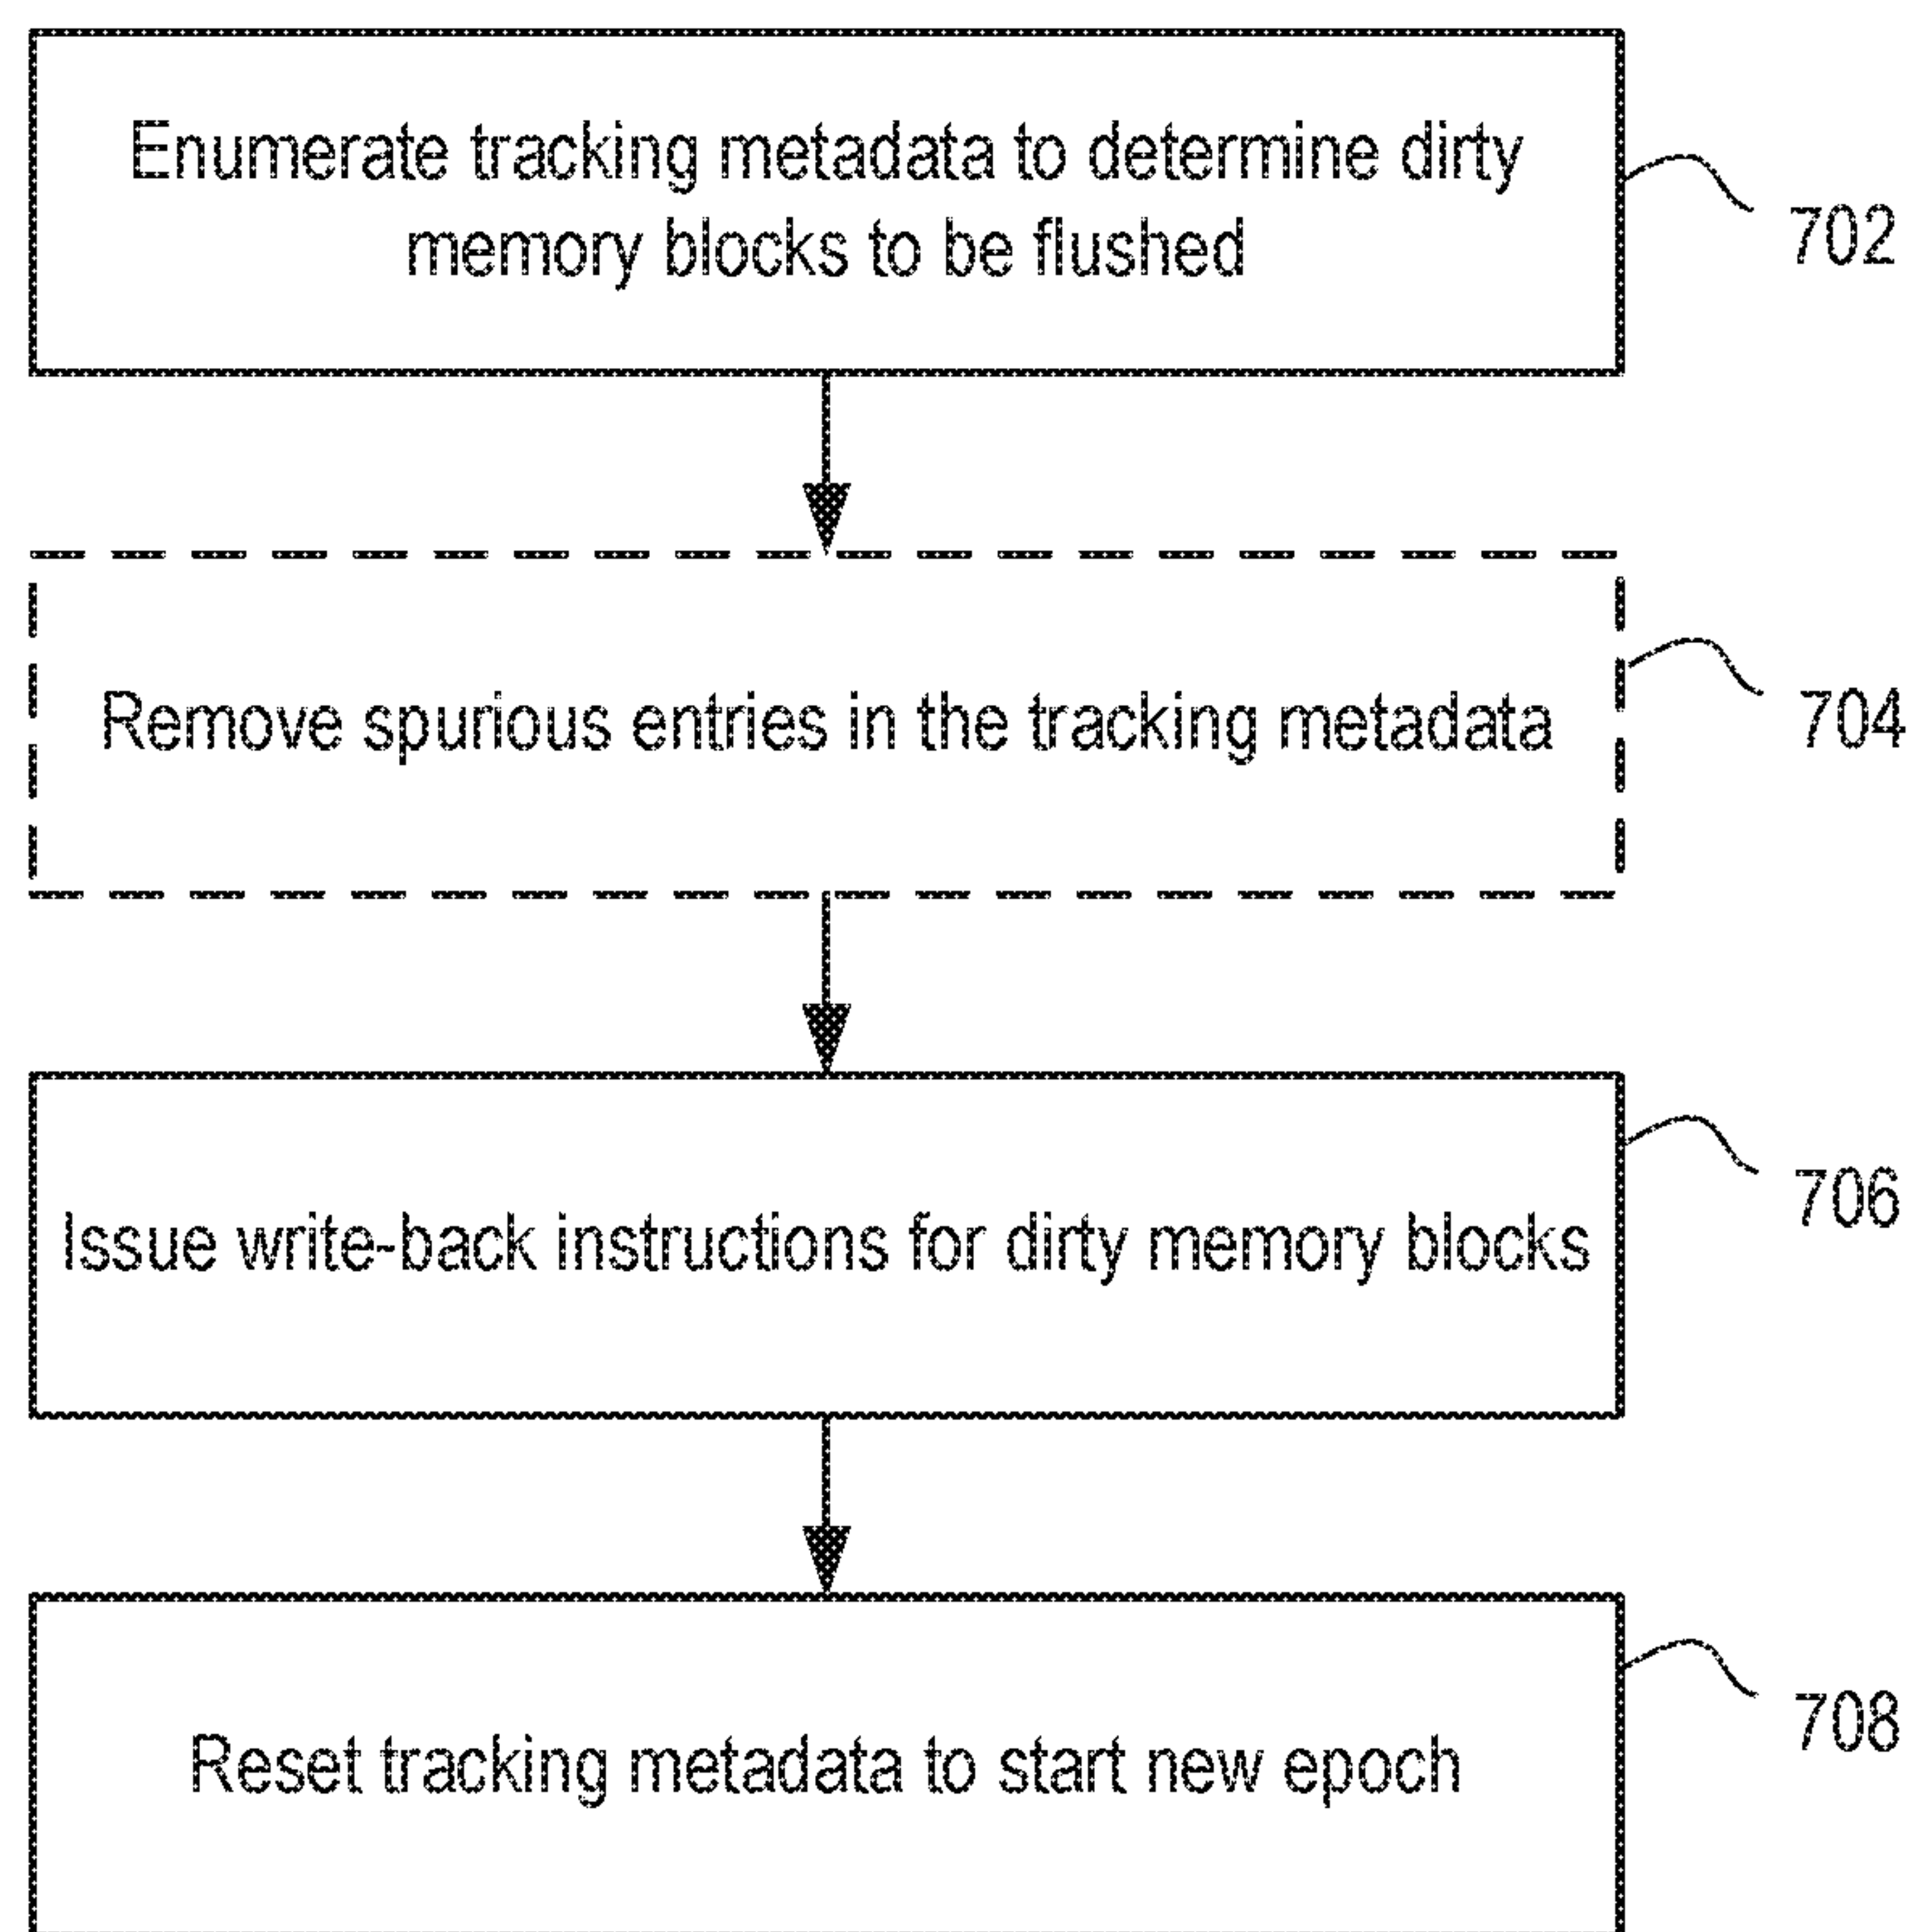 Enumerate tracking metadata to determine dirty
memory blocks to be flushed
702
Remove spurious entries in the tracking metadata
704
Issue write-back instructions for dirty memory blocks
706
Reset tracking metadata to start new epoch
708